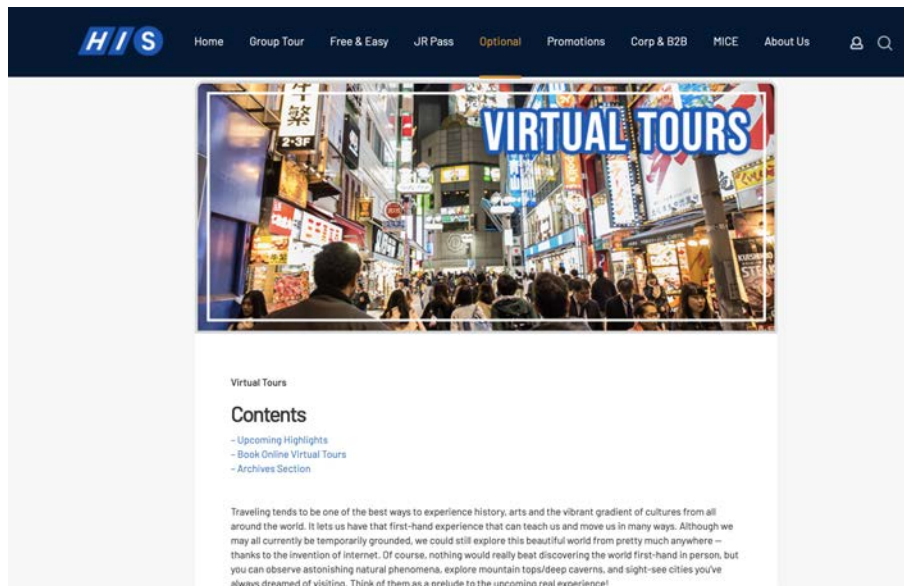 HIS
Home Group Tour Free & Easy JR Pass Optional Promotions Corp & B2B MICE About Us
VIRTUAL TOURS
2・3F
Virtual Tours
Contents
– Upcoming Highlights
– Book Online Virtual Tours
– Archives Section
Traveling tends to be one of the best ways to experience history, arts and the vibrant gradient of cultures from all
around the world. It lets us have that first-hand experience that can teach us and move us in many ways. Although we
may all currently be temporarily grounded, we could still explore this beautiful world from pretty much anywhere —
thanks to the invention of internet. Of course, nothing would really beat discovering the world first-hand in person, but
you can observe astonishing natural phenomena, explore mountain tops/deep caverns, and sight-see cities you've
always dreamed of visiting. Think of them as a prelude to the upcoming real experience!